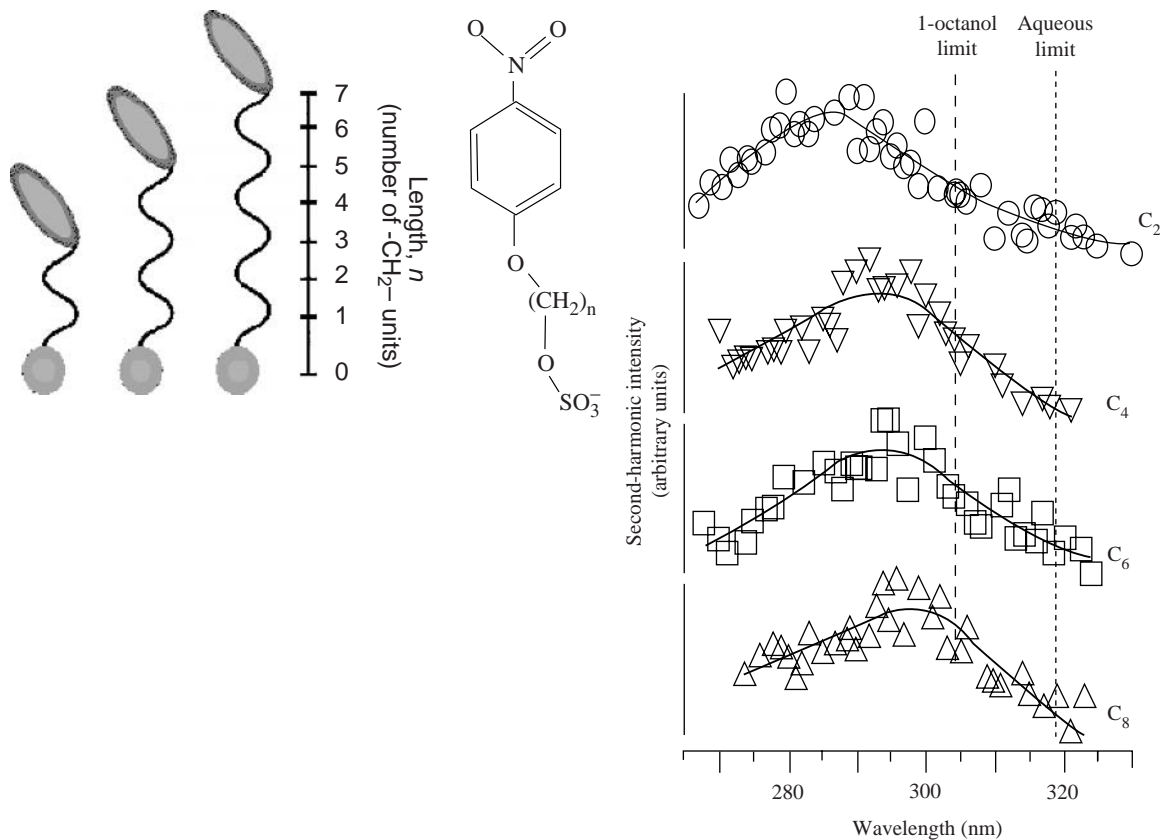 7
6
5
4
3
2
1
0
Length, n
(number of -CH₂– units)
O
O
N
O
(CH₂)ₙ
O
SO₃⁻
1-octanol
limit
Aqueous
limit
C₂
C₄
C₆
C₈
Second-harmonic intensity
(arbitrary units)
280
300
320
Wavelength (nm)